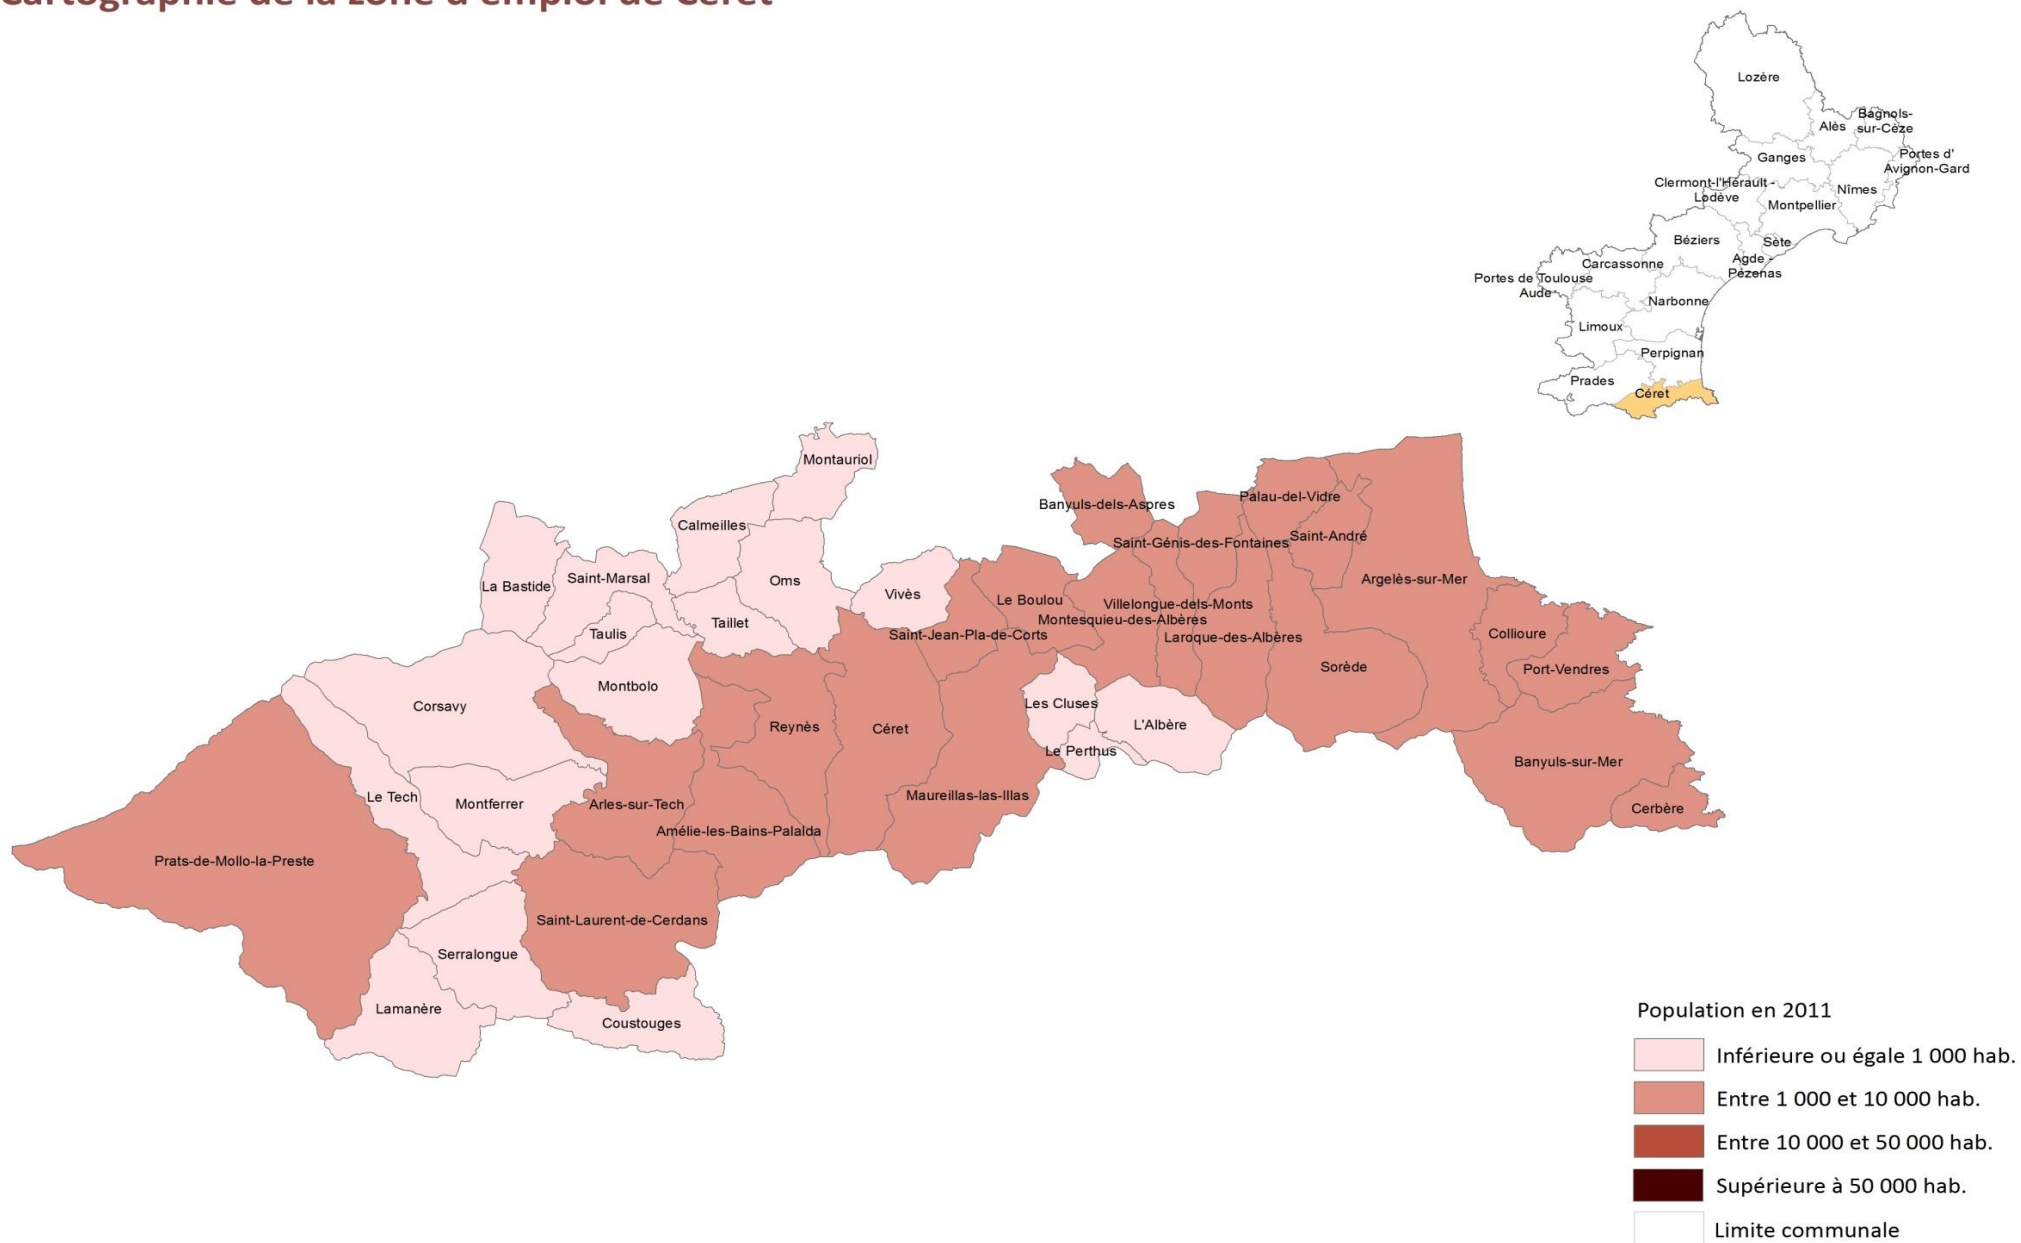 Cartographie de la zone d'emploi de Céret
Lozère
Bagnols-
sur-Cèze
Alès
Ganges
Portes d'
Avignon-Gard
Clermont-l'Hérault -
Lodève
Nîmes
Montpellier
Béziers
Sète
Agde -
Pézenas
Carcassonne
Portes de Toulouse
Aude
Narbonne
Limoux
Perpignan
Prades
Céret
Montauriol
Calmeilles
Banyuls-dels-Aspres
Palau-del-Vidre
Saint-Génis-des-Fontaines
Saint-André
La Bastide
Saint-Marsal
Oms
Vivès
Argelès-sur-Mer
Le Boulou
Villelongue-dels-Monts
Montesquieu-des-Albères
Taillet
Taulis
Saint-Jean-Pla-de-Corts
Laroque-des-Albères
Collioure
Sorède
Port-Vendres
Montbolo
Corsavy
Les Cluses
L'Albère
Reynès
Céret
Le Perthus
Banyuls-sur-Mer
Le Tech
Montferrer
Arles-sur-Tech
Maureillas-las-Illas
Cerbère
Amélie-les-Bains-Palalda
Prats-de-Mollo-la-Preste
Saint-Laurent-de-Cerdans
Serralongue
Lamanère
Coustouges
Population en 2011
Inférieure ou égale 1 000 hab.
Entre 1 000 et 10 000 hab.
Entre 10 000 et 50 000 hab.
Supérieure à 50 000 hab.
Limite communale